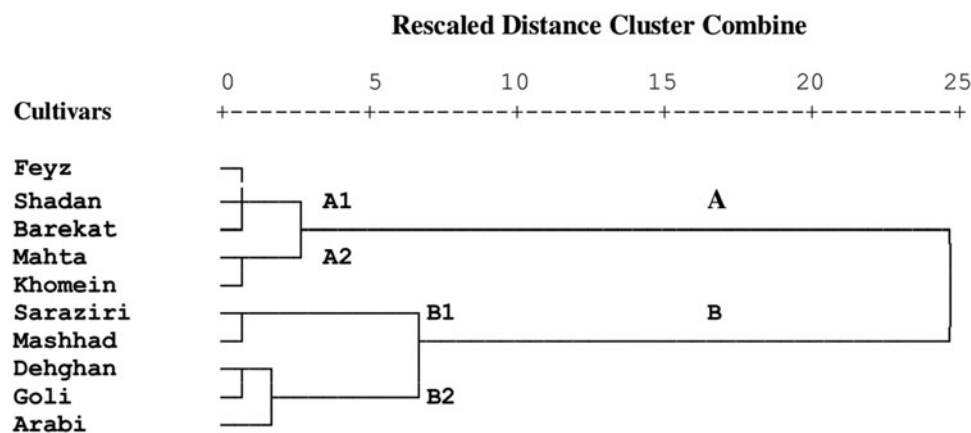 Rescaled Distance Cluster Combine
0 5 10 15 20 25
Cultivars
Feyz
Shadan A1 A
Barekat
Mahta A2
Khomein
Saraziri B1 B
Mashhad
Dehghan
Goli B2
Arabi